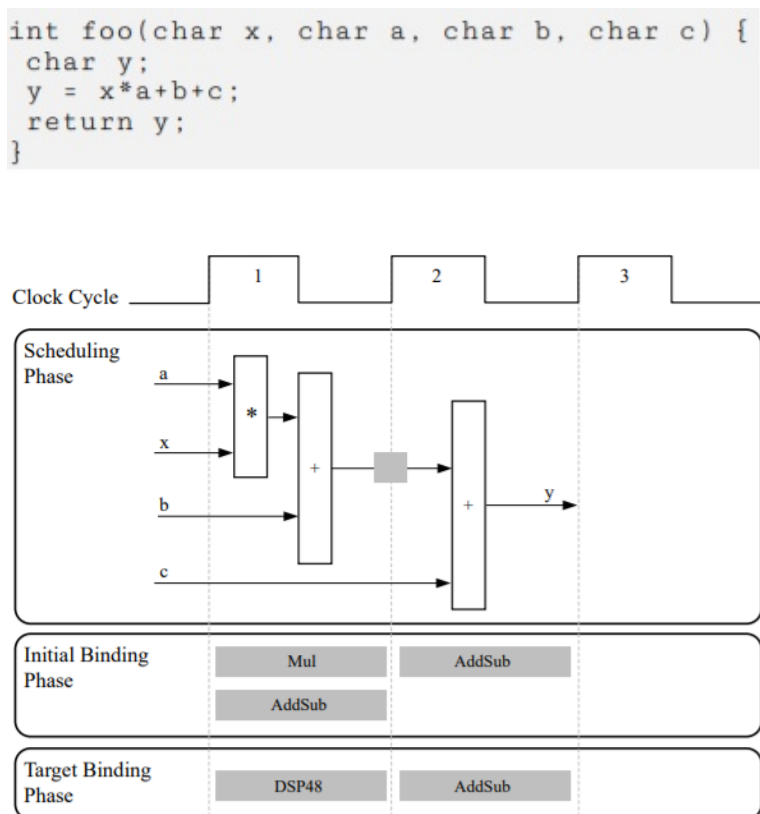 int foo(char x, char a, char b, char c) {
char y;
y = x*a+b+c;
return y;
}
Clock Cycle
1
2
3
Scheduling
Phase
a
*
x
+
b
+
y
c
Initial Binding
Phase
Mul
AddSub
AddSub
Target Binding
Phase
DSP48
AddSub